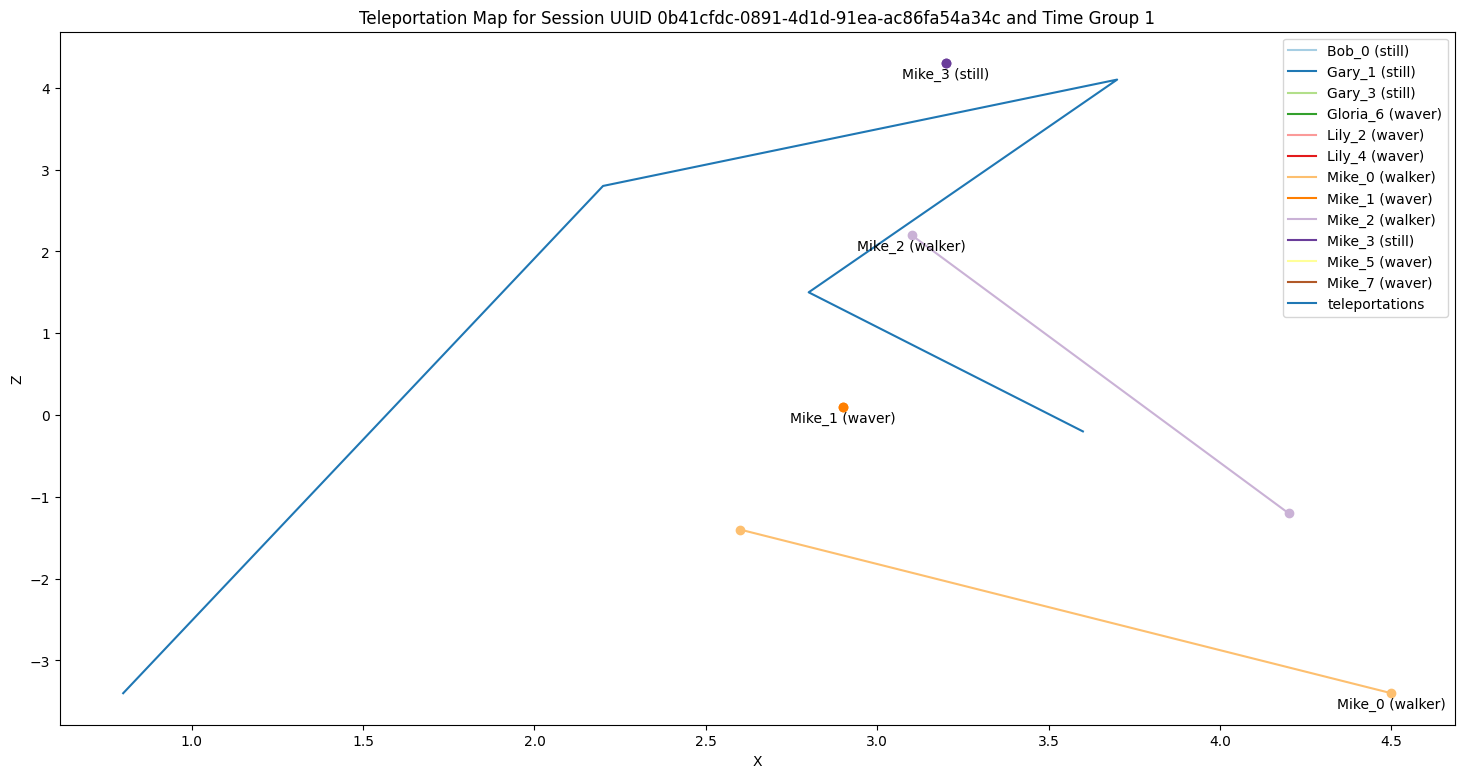 Teleportation Map for Session UUID 0b41cfdc-0891-4d1d-91ea-ac86fa54a34c and Time Group 1
Bob_0 (still)
Gary_1 (still)
Gary_3 (still)
Gloria_6 (waver)
Lily_2 (waver)
Lily_4 (waver)
Mike_0 (walker)
Mike_1 (waver)
Mike_2 (walker)
Mike_3 (still)
Mike_5 (waver)
Mike_7 (waver)
teleportations
Mike_3 (still)
Mike_2 (walker)
Mike_1 (waver)
Mike_0 (walker)
Z
4
3
2
1
0
−1
−2
−3
1.0 1.5 2.0 2.5 3.0 3.5 4.0 4.5
X